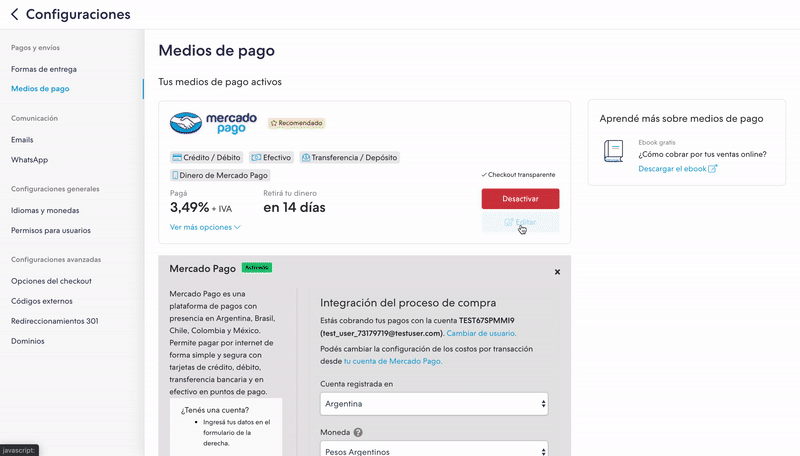 Configuraciones
Pagos y envíos
Formas de entrega
Medios de pago
Comunicación
Emails
WhatsApp
Configuraciones generales
Idiomas y monedas
Permisos para usuarios
Configuraciones avanzadas
Opciones del checkout
Códigos externos
Redireccionamientos 301
Dominios
javascript:
Medios de pago
Tus medios de pago activos
mercado
pago
Recomendado
Crédito / Débito
Efectivo
Transferencia / Depósito
Dinero de Mercado Pago
Checkout transparente
Pagá
3,49% + IVA
Retirá tu dinero
en 14 días
Ver más opciones
Desactivar
Editar
Mercado Pago
Activado
Mercado Pago es una
plataforma de pagos con
presencia en Argentina, Brasil,
Chile, Colombia y México.
Permite pagar por internet de
forma simple y segura con
tarjetas de crédito, débito,
transferencia bancaria y en
efectivo en puntos de pago.
¿Tenés una cuenta?
Ingresá tus datos en el
formulario de la
derecha.
Integración del proceso de compra
Estás cobrando tus pagos con la cuenta TEST67SPMMI9
(test_user_73179719@testuser.com). Cambiar de usuario.
Podés cambiar la configuración de los costos por transacción
desde tu cuenta de Mercado Pago.
Cuenta registrada en
Argentina
Moneda
Pesos Argentinos
Aprendé más sobre medios de pago
Ebook gratis
¿Cómo cobrar por tus ventas online?
Descargar el ebook